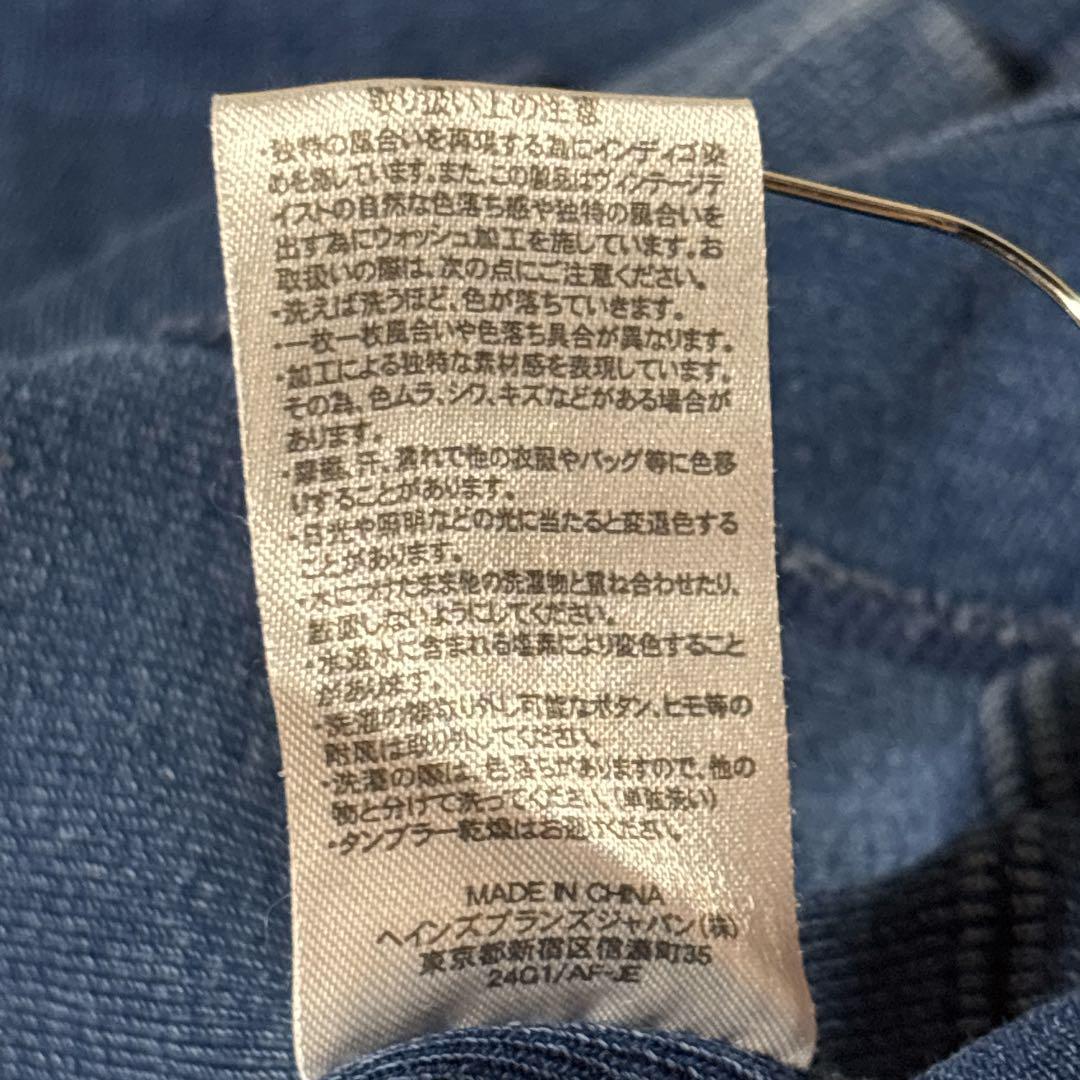 取り扱い上の注意
・独特の風合いを再現する為にインディゴ染
めを施しています。また、この製品はヴィンテージテ
イストの自然な色落ち感や独特の風合いを
出す為にウオッシュ加工を施しています。お
取扱いの際は、次の点にご注意ください。
・洗えば洗うほど、色が落ちていきます。
・一枚一枚風合いや色落ち具合が異なります。
・加工による独特な素材感を表現しています。
その為、色ムラ、シワ、キズなどがある場合が
あります。
・摩擦、汗、濡れで他の衣服やバッグ等に色移
りすることがあります。
・日光や照明などの光に当たると変退色する
ことがあります。
・水につけたまま他の洗濯物と重ね合わせたり、
放置しないようにしてください。
・水道水に含まれる塩素により変色すること
があります。
・洗濯の際取り外し可能なボタン、ヒモ等の
附属は取り外してください。
・洗濯の際は、色落ちがありますので、他の
物と分けて洗ってください。(単独洗い)
・タンブラー乾燥はお避けください。
MADE IN CHINA
ヘインズブランズジャパン(株)
東京都新宿区信濃町35
24Q1/AF-JE